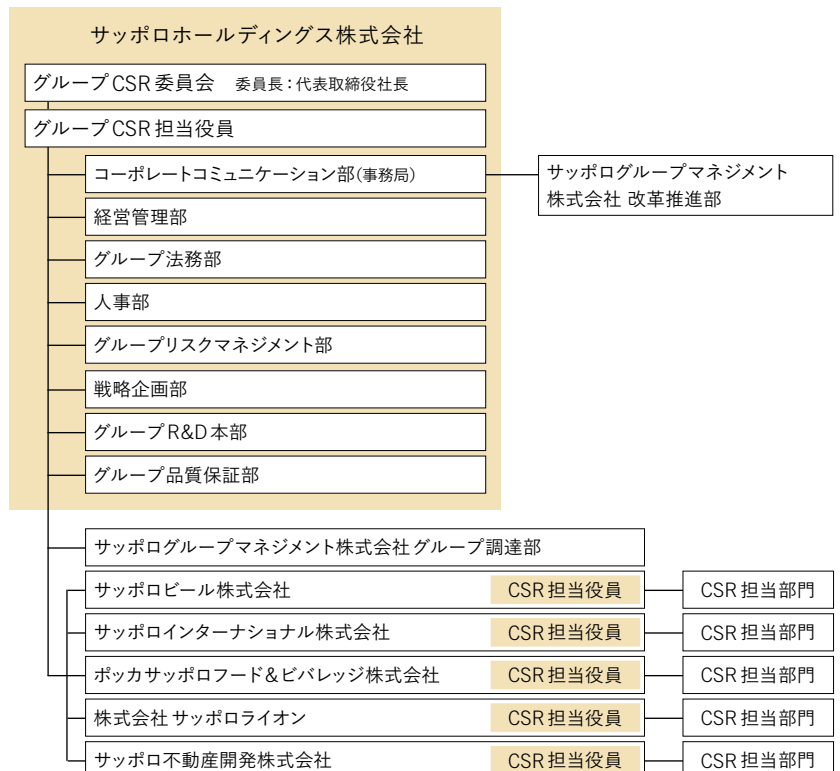 サッポロホールディングス株式会社
グループCSR委員会 委員長：代表取締役社長
グループCSR担当役員
コーポレートコミュニケーション部(事務局)
サッポログループマネジメント
株式会社 改革推進部
経営管理部
グループ法務部
人事部
グループリスクマネジメント部
戦略企画部
グループR&D本部
グループ品質保証部
サッポログループマネジメント株式会社 グループ調達部
サッポロビール株式会社 CSR担当役員 CSR担当部門
サッポロインターナショナル株式会社 CSR担当役員 CSR担当部門
ポッカサッポロフード&ビバレッジ株式会社 CSR担当役員 CSR担当部門
株式会社 サッポロライオン CSR担当役員 CSR担当部門
サッポロ不動産開発株式会社 CSR担当役員 CSR担当部門